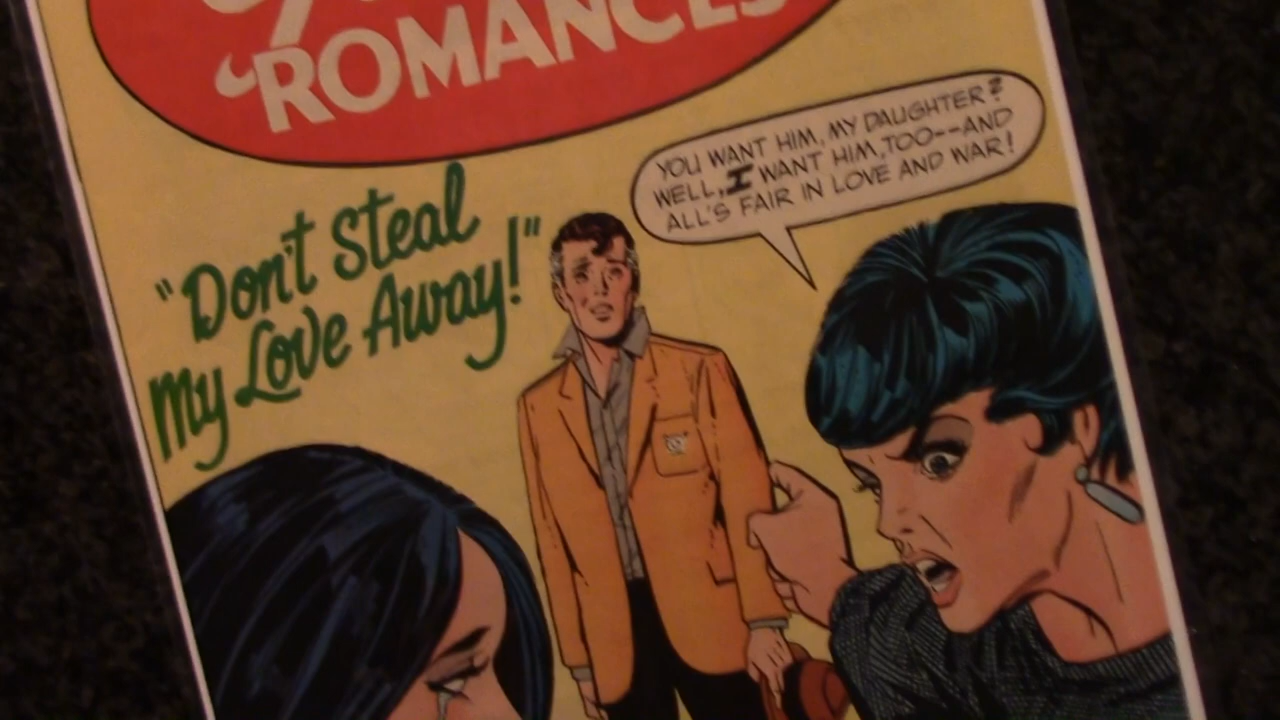 ROMANCES
YOU WANT HIM, MY DAUGHTER?
WELL, I WANT HIM, TOO--AND
ALL'S FAIR IN LOVE AND WAR!
"Don't Steal
My Love Away!"